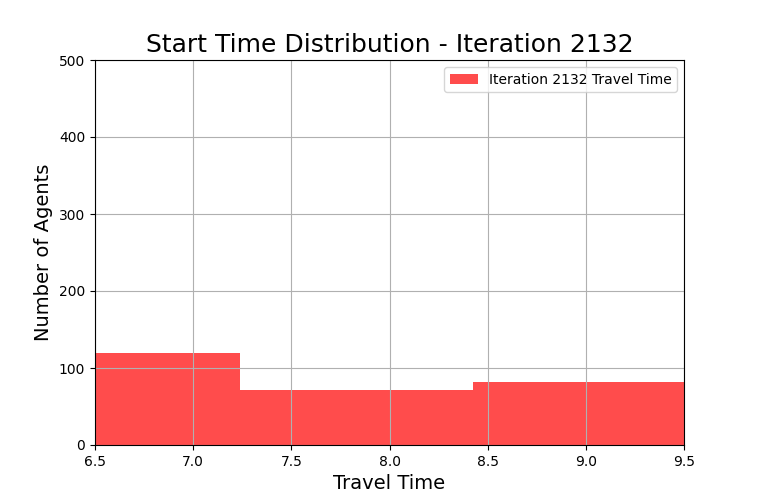 Start Time Distribution - Iteration 2132
Iteration 2132 Travel Time
Number of Agents
500
400
300
200
100
0
6.5 7.0 7.5 8.0 8.5 9.0 9.5
Travel Time